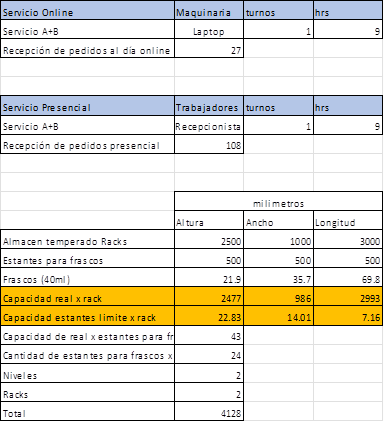 Servicio Online Maquinaria turnos hrs
Servicio A+B Laptop 1 9
Recepción de pedidos al día online 27
Servicio Presencial Trabajadores turnos hrs
Servicio A+B Recepcionista 1 9
Recepción de pedidos presencial 108
milimetros
Altura Ancho Longitud
Almacen temperado Racks 2500 1000 3000
Estantes para frascos 500 500 500
Frascos (40ml) 21.9 35.7 69.8
Capacidad real x rack 2477 986 2993
Capacidad estantes limite x rack 22.83 14.01 7.16
Capacidad de real x estantes para fr 43
Cantidad de estantes para frascos x 24
Niveles 2
Racks 2
Total 4128